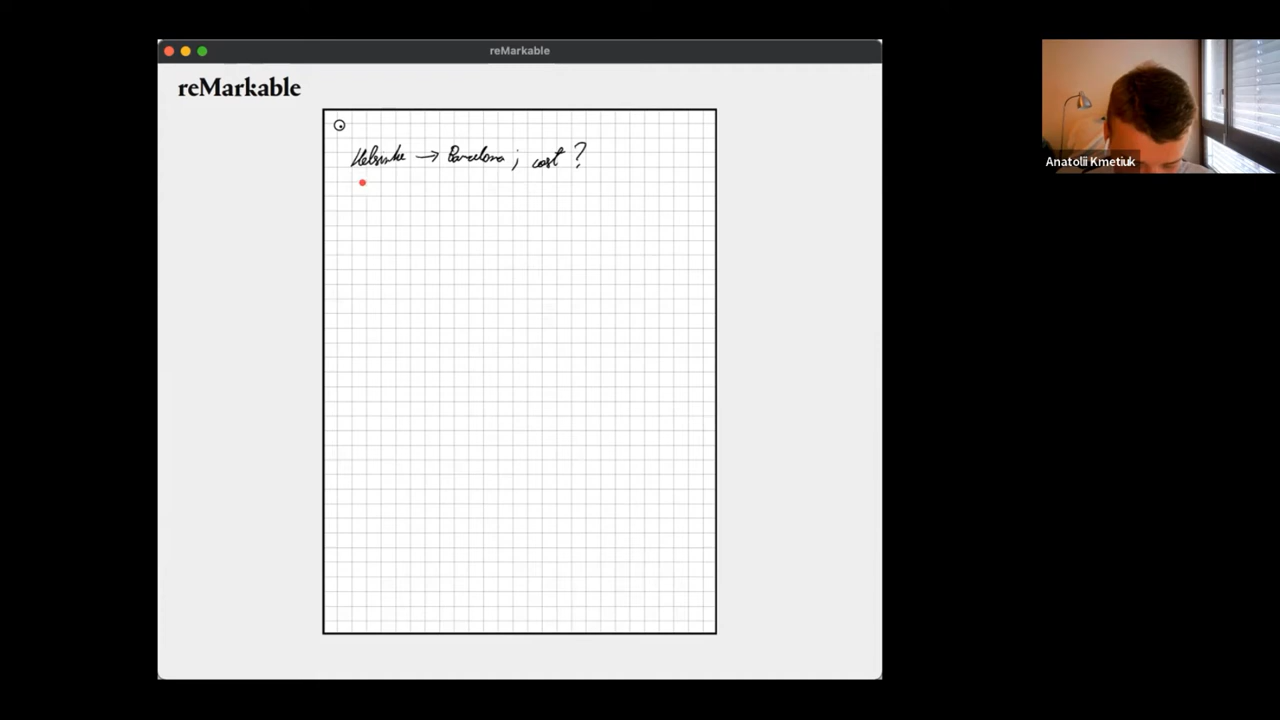 reMarkable
reMarkable
Helsinki → Barcelona ; cost ?
Anatolii Kmetiuk